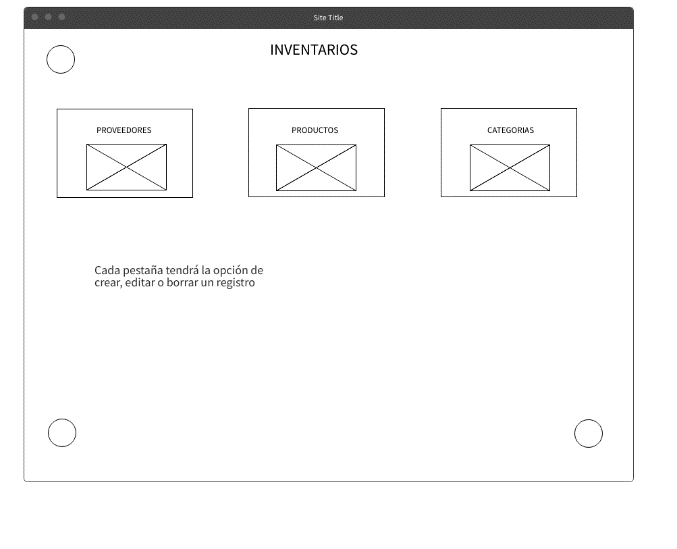 Site Title
INVENTARIOS
PROVEEDORES
PRODUCTOS
CATEGORIAS
Cada pestaña tendrá la opción de
crear, editar o borrar un registro